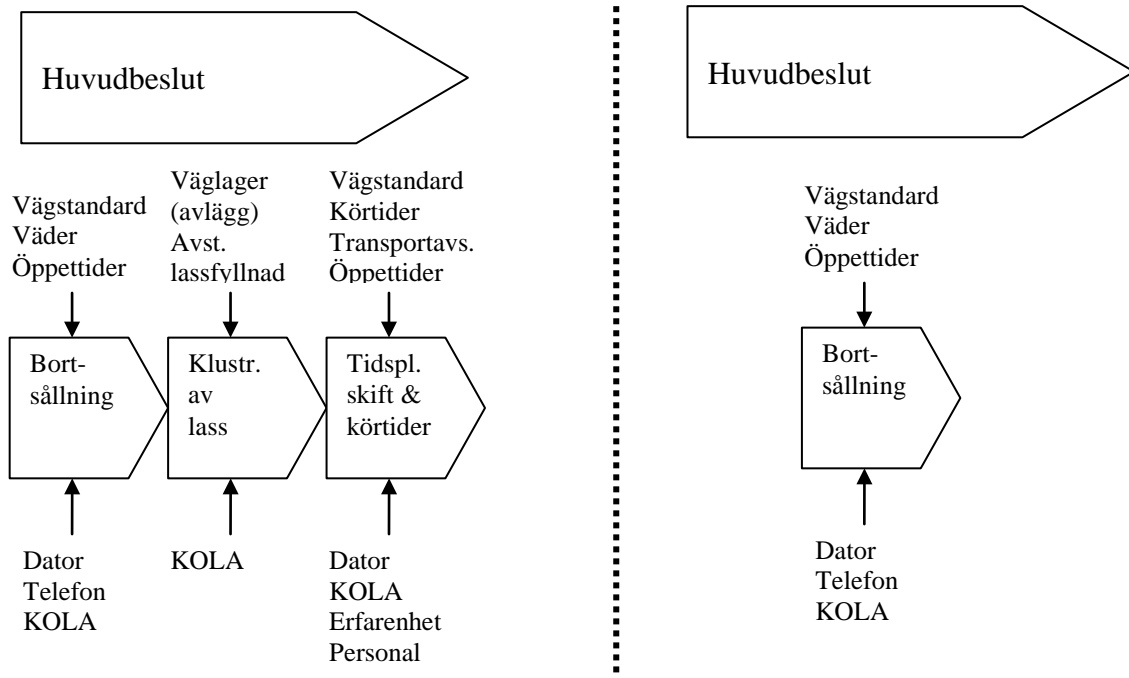 Huvudbeslut
Vägstandard
Väder
Öppettider
Väglager
(avlägg)
Avst.
lassfyllnad
Vägstandard
Körtider
Transportavs.
Öppettider
Bort-
sållning
Klustr.
av
lass
Tidspl.
skift &
körtider
Dator
Telefon
KOLA
KOLA
Dator
KOLA
Erfarenhet
Personal
Huvudbeslut
Vägstandard
Väder
Öppettider
Bort-
sållning
Dator
Telefon
KOLA